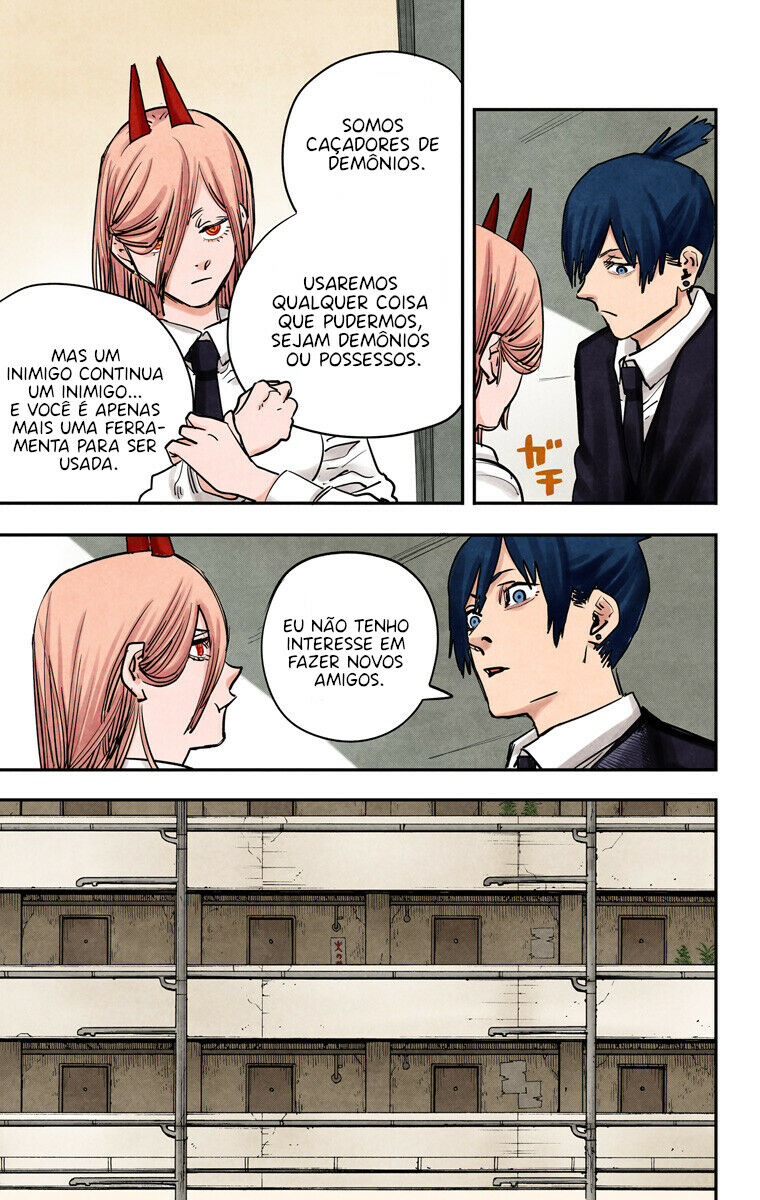 ガチ
SOMOS
CAÇADORES DE
DEMÔNIOS.
USAREMOS
QUALQUER COISA
QUE PUDERMOS,
SEJAM DEMÔNIOS
OU POSSESSOS.
MAS UM
INIMIGO CONTINUA
UM INIMIGO...
E VOCÊ É APENAS
MAIS UMA FERRA-
MENTA PARA SER
USADA.
EU NÃO TENHO
INTERESSE EM
FAZER NOVOS
AMIGOS.